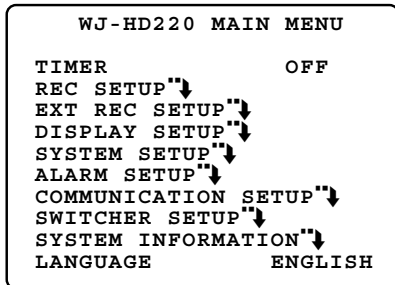 WJ-HD220 MAIN MENU
TIMER OFF
REC SETUP
EXT REC SETUP
DISPLAY SETUP
SYSTEM SETUP
ALARM SETUP
COMMUNICATION SETUP
SWITCHER SETUP
SYSTEM INFORMATION
LANGUAGE ENGLISH